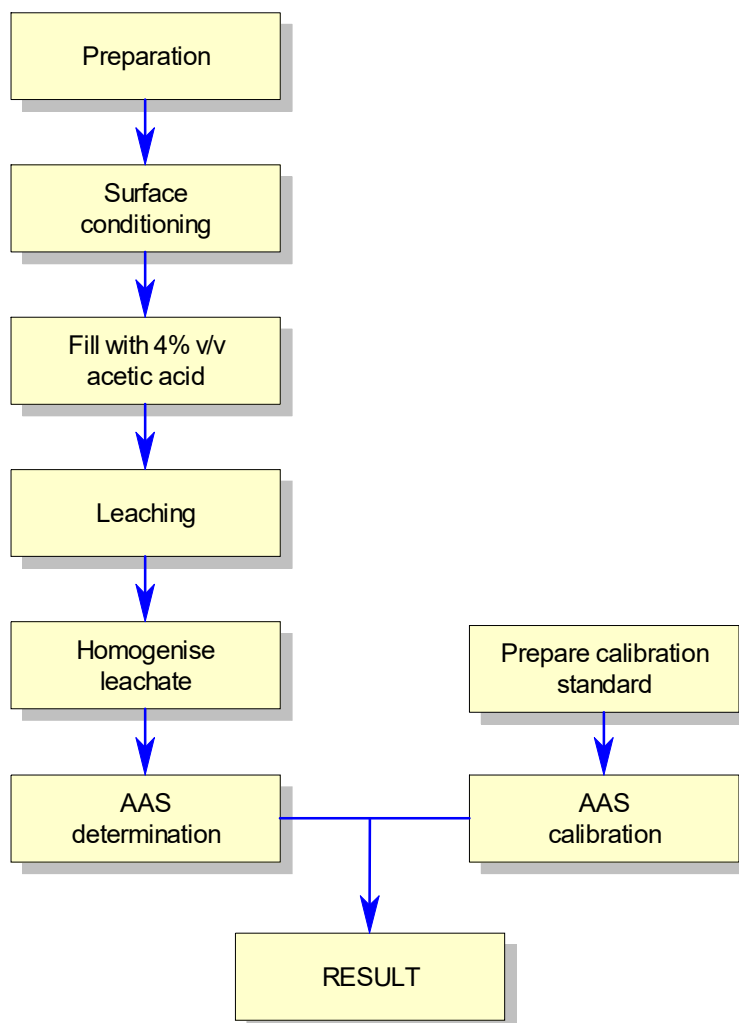 Preparation
Surface
conditioning
Fill with 4% v/v
acetic acid
Leaching
Homogenise
leachate
Prepare calibration
standard
AAS
determination
AAS
calibration
RESULT